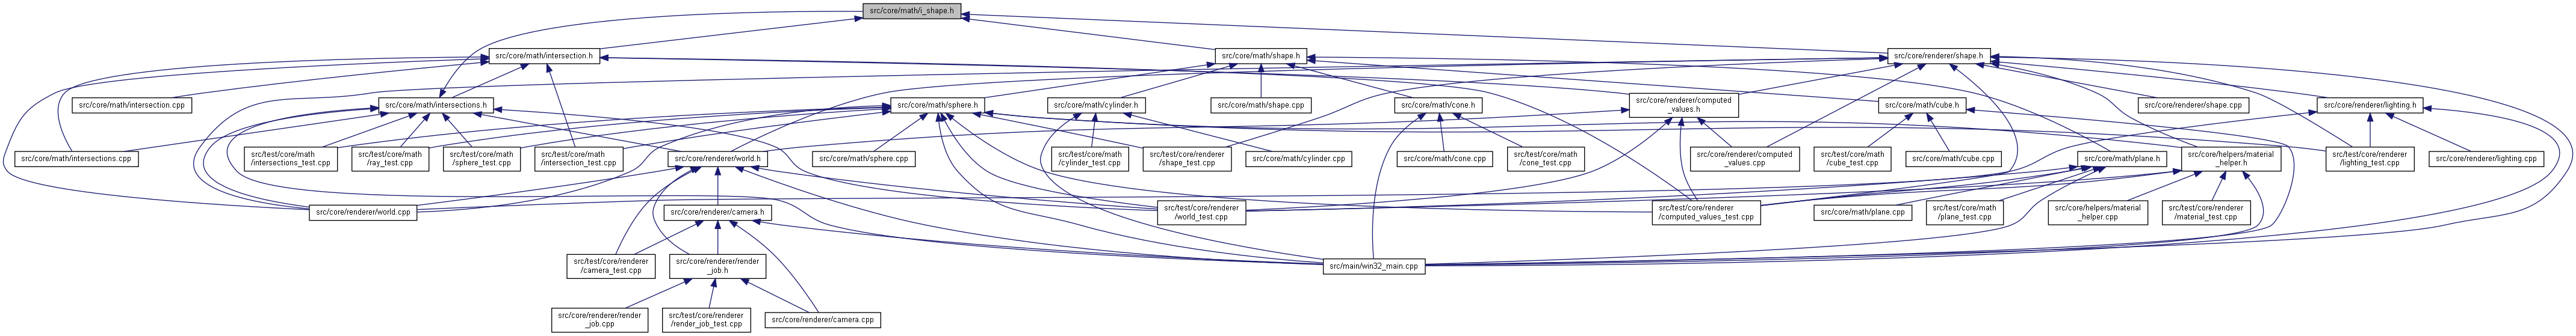 src/core/math/i_shape.h
src/core/math/intersection.h
src/core/math/shape.h
src/core/renderer/shape.h
src/core/math/intersection.cpp
src/core/math/intersections.h
src/core/math/sphere.h
src/core/math/cylinder.h
src/core/math/shape.cpp
src/core/math/cone.h
src/core/renderer/computed
_values.h
src/core/math/cube.h
src/core/renderer/shape.cpp
src/core/renderer/lighting.h
src/core/math/intersections.cpp
src/test/core/math
/intersections_test.cpp
src/test/core/math
/ray_test.cpp
src/test/core/math
/sphere_test.cpp
src/test/core/math
/intersection_test.cpp
src/core/renderer/world.h
src/core/math/sphere.cpp
src/test/core/math
/cylinder_test.cpp
src/test/core/renderer
/shape_test.cpp
src/core/math/cylinder.cpp
src/core/math/cone.cpp
src/test/core/math
/cone_test.cpp
src/core/renderer/computed
_values.cpp
src/test/core/math
/cube_test.cpp
src/core/math/cube.cpp
src/core/math/plane.h
src/core/helpers/material
_helper.h
src/test/core/renderer
/lighting_test.cpp
src/core/renderer/lighting.cpp
src/core/renderer/world.cpp
src/core/renderer/camera.h
src/test/core/renderer
/world_test.cpp
src/test/core/renderer
/computed_values_test.cpp
src/core/math/plane.cpp
src/test/core/math
/plane_test.cpp
src/core/helpers/material
_helper.cpp
src/test/core/renderer
/material_test.cpp
src/test/core/renderer
/camera_test.cpp
src/core/renderer/render
_job.h
src/main/win32_main.cpp
src/core/renderer/render
_job.cpp
src/test/core/renderer
/render_job_test.cpp
src/core/renderer/camera.cpp